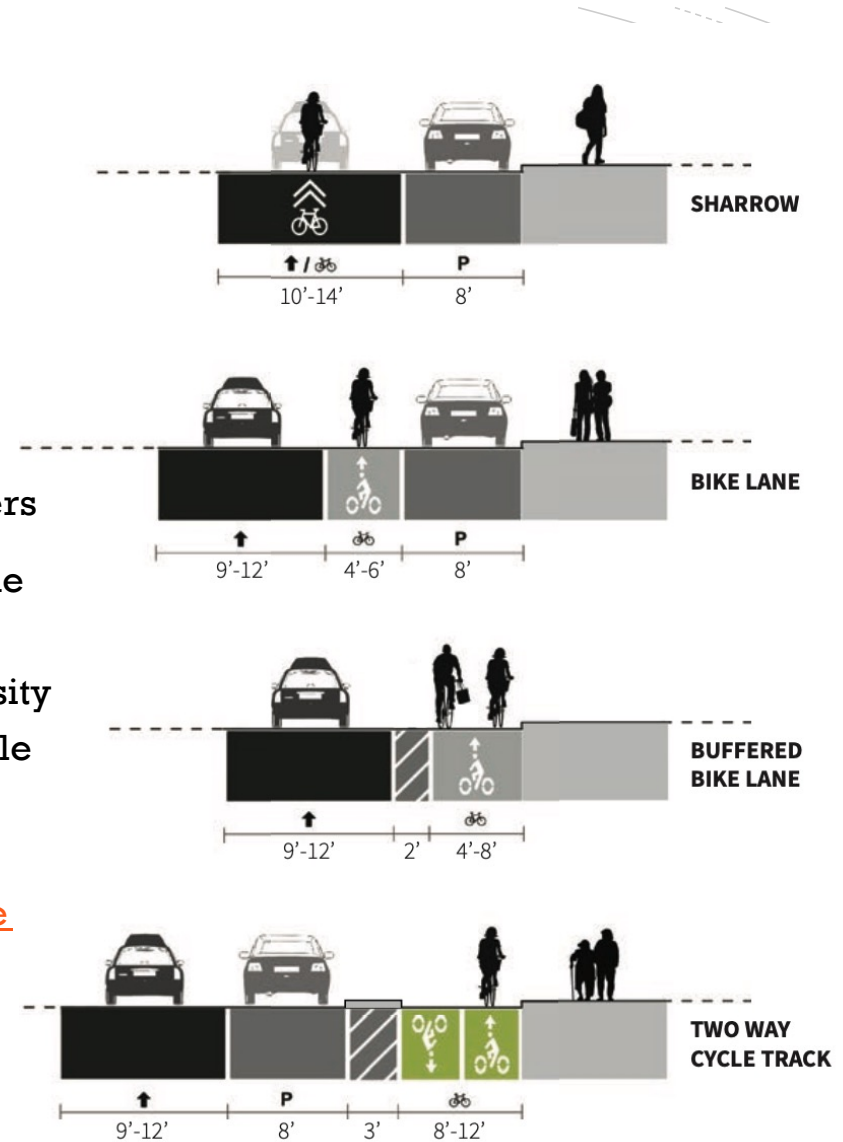 SHARROW
/
P
10’-14’
8’
ers
BIKE LANE
P
9’-12’
4’-6’
8’
e
sity
le
BUFFERED
BIKE LANE
9’-12’
2’
4’-8’
e
TWO WAY
CYCLE TRACK
P
9’-12’
8’
3’
8’-12’